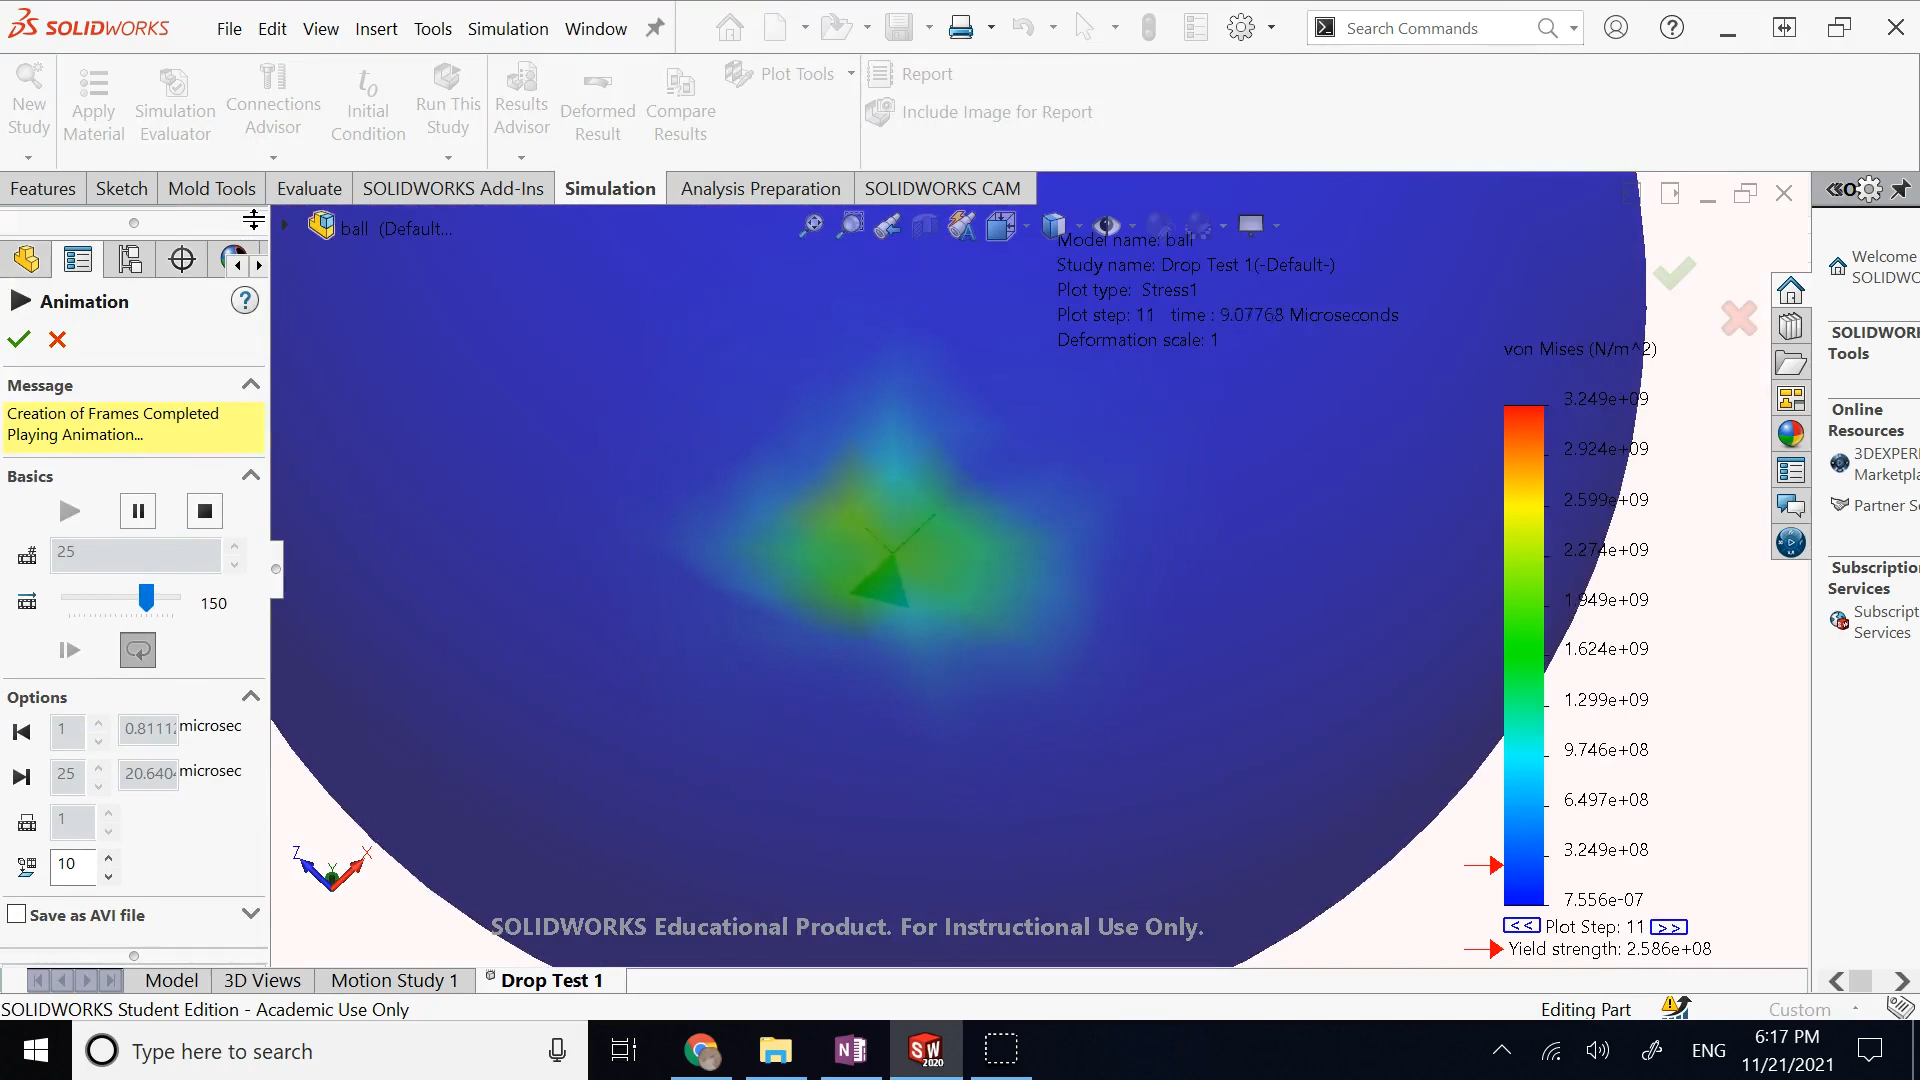 SOLIDWORKS
File Edit View Insert Tools Simulation Window
Search Commands
New Study
Apply Material
Simulation Evaluator
Connections Advisor
t0
Initial Condition
Run This Study
Results Advisor
Deformed Result
Compare Results
Plot Tools
Report
Include Image for Report
Features Sketch Mold Tools Evaluate SOLIDWORKS Add-Ins Simulation Analysis Preparation SOLIDWORKS CAM
ball (Default...
Animation
Message
Creation of Frames Completed
Playing Animation...
Basics
25
150
Options
1 0.8111 microsec
25 20.640 microsec
1
10
Save as AVI file
Model name: ball
Study name: Drop Test 1(-Default-)
Plot type: Stress1
Plot step: 11 time : 9.07768 Microseconds
Deformation scale: 1
von Mises (N/m^2)
3.249e+09
2.924e+09
2.599e+09
2.274e+09
1.949e+09
1.624e+09
1.299e+09
9.746e+08
6.497e+08
3.249e+08
7.556e-07
<< Plot Step: 11 >>
Yield strength: 2.586e+08
Z Y X
SOLIDWORKS Educational Product. For Instructional Use Only.
Welcome
SOLIDWO
SOLIDWORK
Tools
Online
Resources
3DEXPERI
Marketpla
Partner So
Subscription
Services
Subscript
Services
Model 3D Views Motion Study 1 Drop Test 1
SOLIDWORKS Student Edition - Academic Use Only
Editing Part
Custom
Type here to search
N
SW
2020
ENG
6:17 PM
11/21/2021